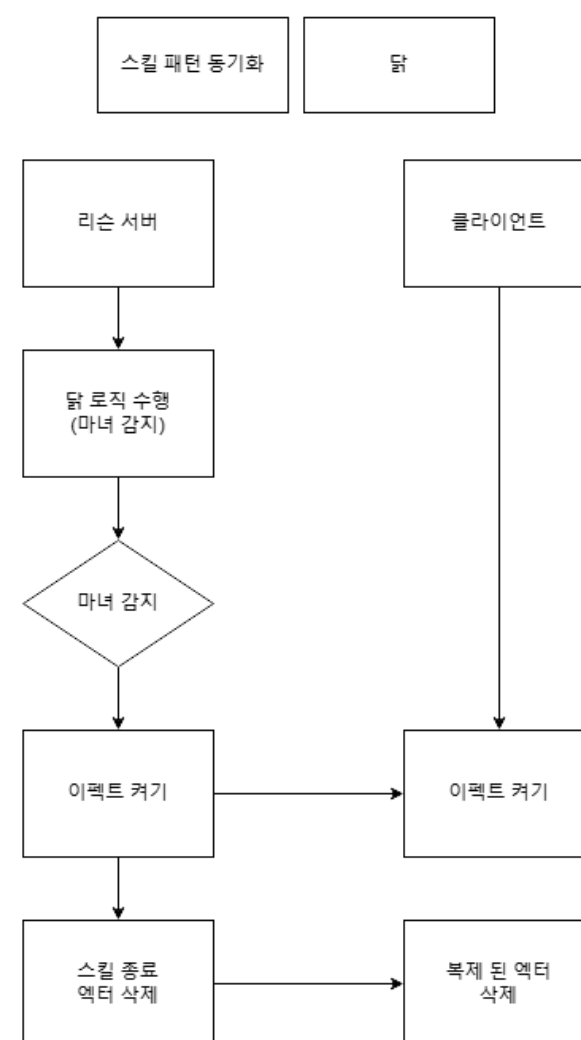 스킬 패턴 동기화
닭
리슨 서버
클라이언트
닭 로직 수행
(마녀 감지)
마녀 감지
이펙트 켜기
이펙트 켜기
스킬 종료
엑터 삭제
복제 된 엑터
삭제